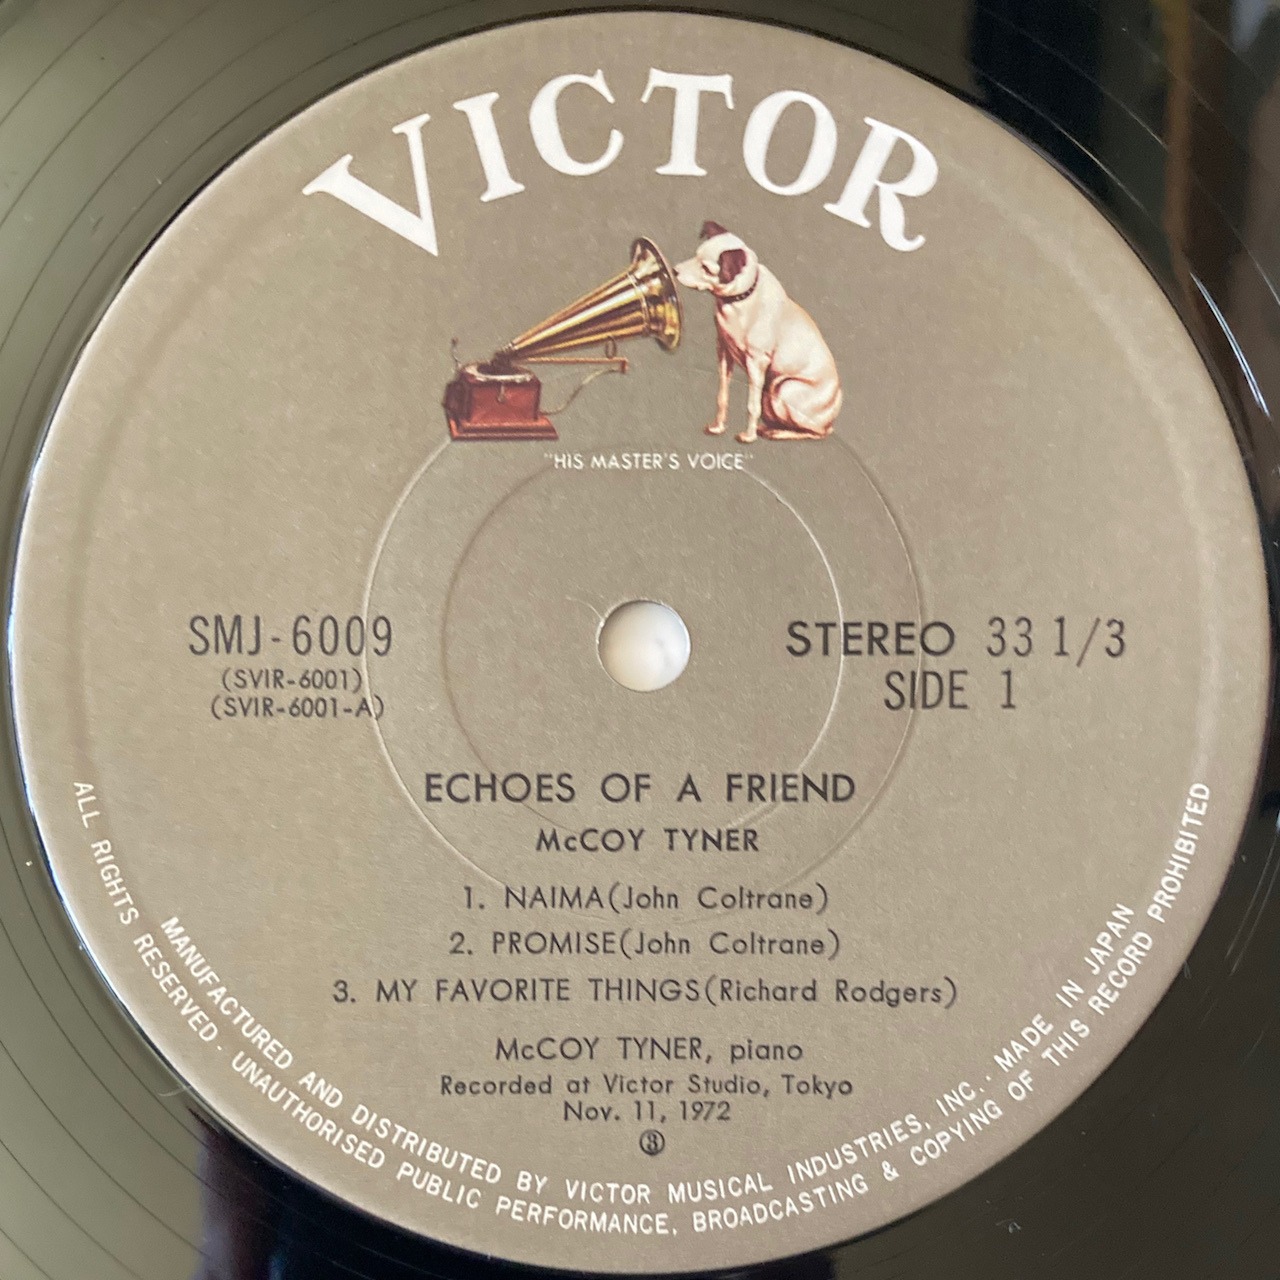 VICTOR
"HIS MASTER'S VOICE"
SMJ-6009
(SVIR-6001)
(SVIR-6001-A)
STEREO 33 1/3
SIDE 1
ECHOES OF A FRIEND
McCOY TYNER
1. NAIMA(John Coltrane)
2. PROMISE(John Coltrane)
3. MY FAVORITE THINGS(Richard Rodgers)
McCOY TYNER, piano
Recorded at Victor Studio, Tokyo
Nov. 11, 1972
③
MANUFACTURED AND DISTRIBUTED BY VICTOR MUSICAL INDUSTRIES, INC.. MADE IN JAPAN
ALL RIGHTS RESERVED. UNAUTHORISED PUBLIC PERFORMANCE, BROADCASTING & COPYING OF THIS RECORD PROHIBITED